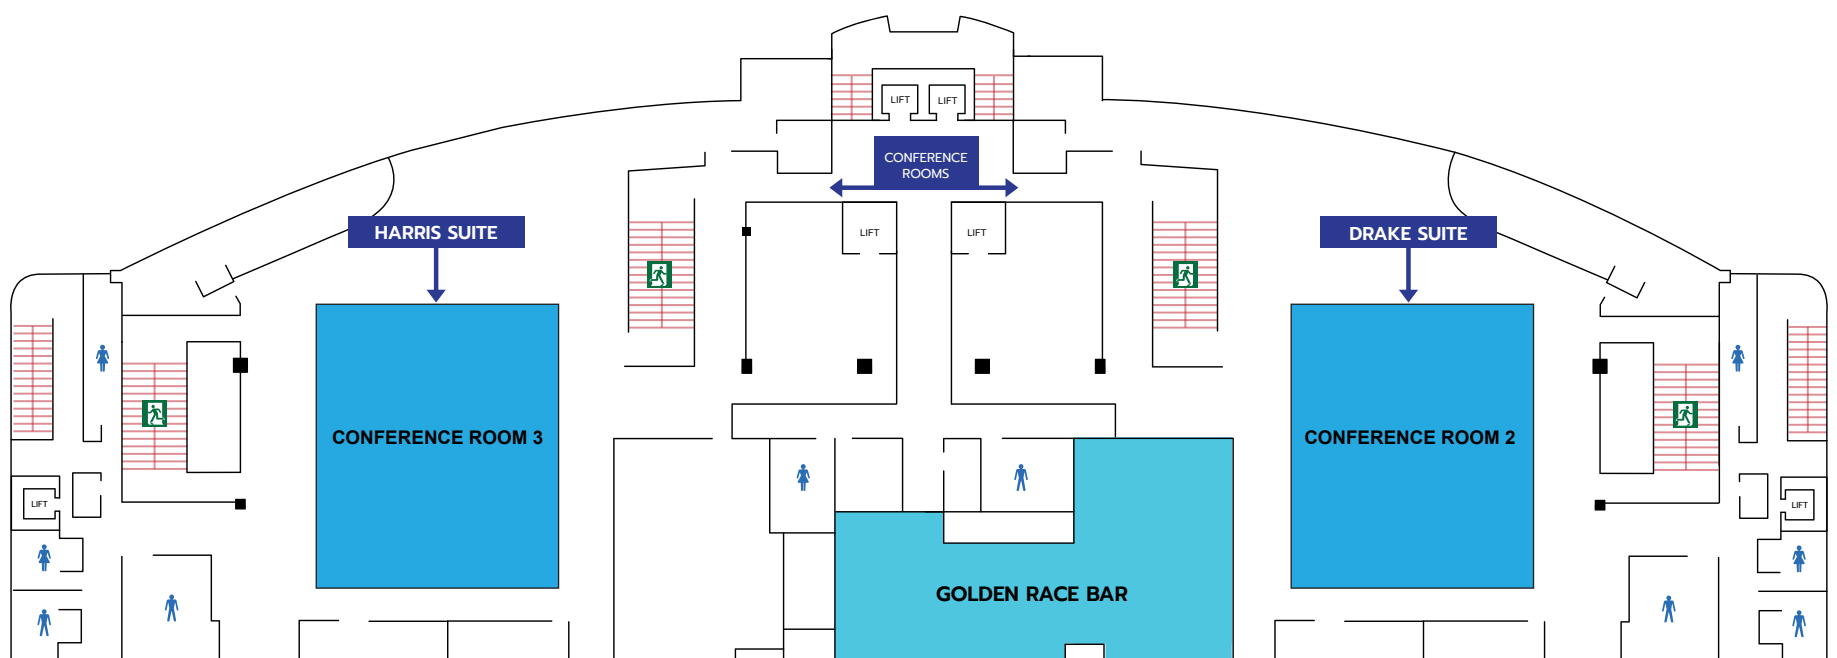 LIFT
LIFT
CONFERENCE
ROOMS
HARRIS SUITE
LIFT
LIFT
DRAKE SUITE
CONFERENCE ROOM 3
CONFERENCE ROOM 2
LIFT
LIFT
GOLDEN RACE BAR